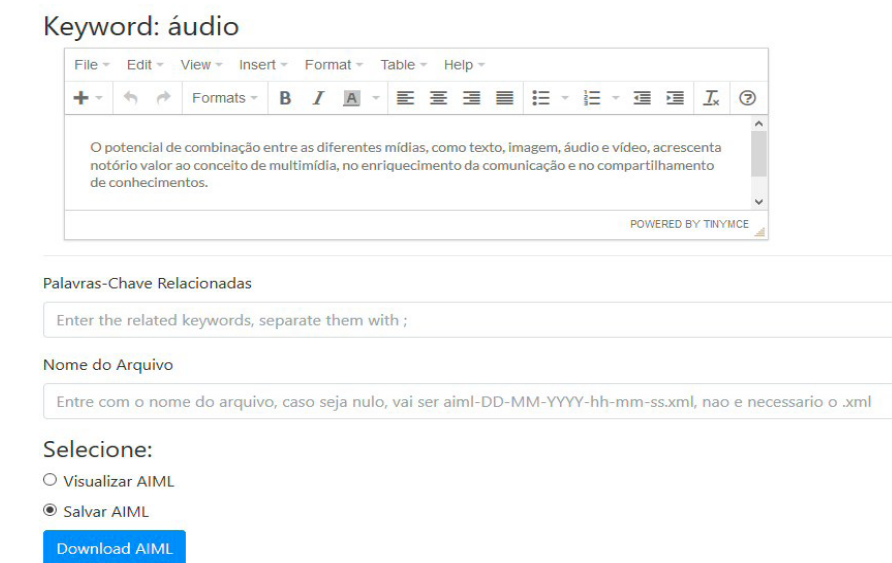 Keyword: áudio
File Edit View Insert Format Table Help
Formats B I A
O potencial de combinação entre as diferentes mídias, como texto, imagem, áudio e vídeo, acrescenta
notório valor ao conceito de multimídia, no enriquecimento da comunicação e no compartilhamento
de conhecimentos.
POWERED BY TINYMCE
Palavras-Chave Relacionadas
Enter the related keywords, separate them with ;
Nome do Arquivo
Entre com o nome do arquivo, caso seja nulo, vai ser aiml-DD-MM-YYYY-hh-mm-ss.xml, nao e necessario o .xml
Selecione:
Visualizar AIML
Salvar AIML
Download AIML